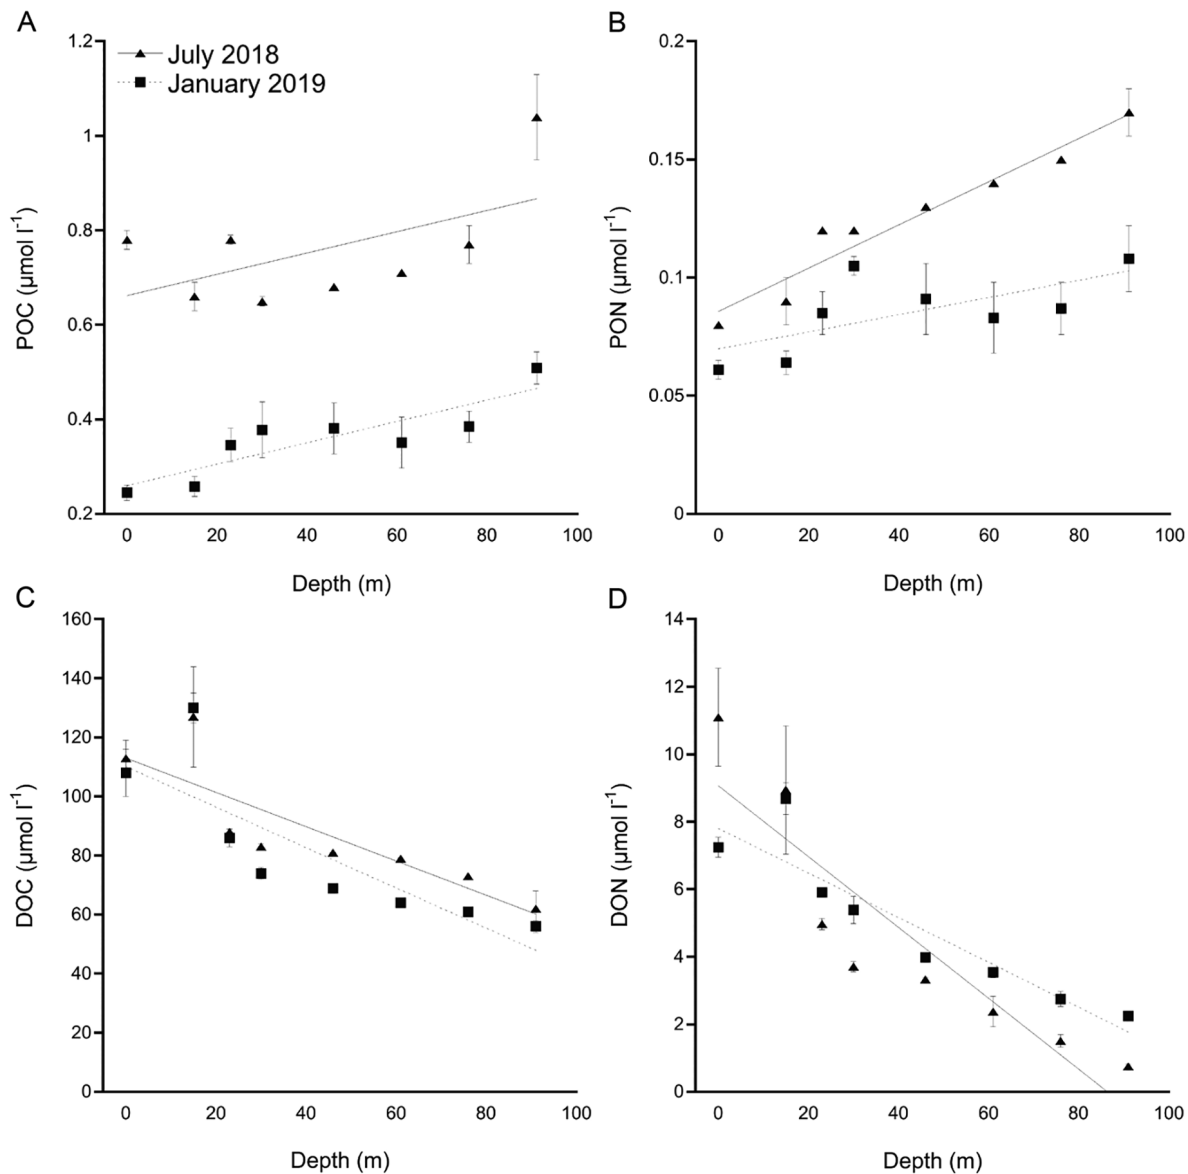 A
B
1.2
1
0.8
0.6
0.4
0.2
POC (µmol l⁻¹)
July 2018
January 2019
0 20 40 60 80 100
Depth (m)
0.2
0.15
0.1
0.05
0
PON (µmol l⁻¹)
0 20 40 60 80 100
Depth (m)
C
D
160
140
120
100
80
60
40
20
0
DOC (µmol l⁻¹)
0 20 40 60 80 100
Depth (m)
14
12
10
8
6
4
2
0
DON (µmol l⁻¹)
0 20 40 60 80 100
Depth (m)